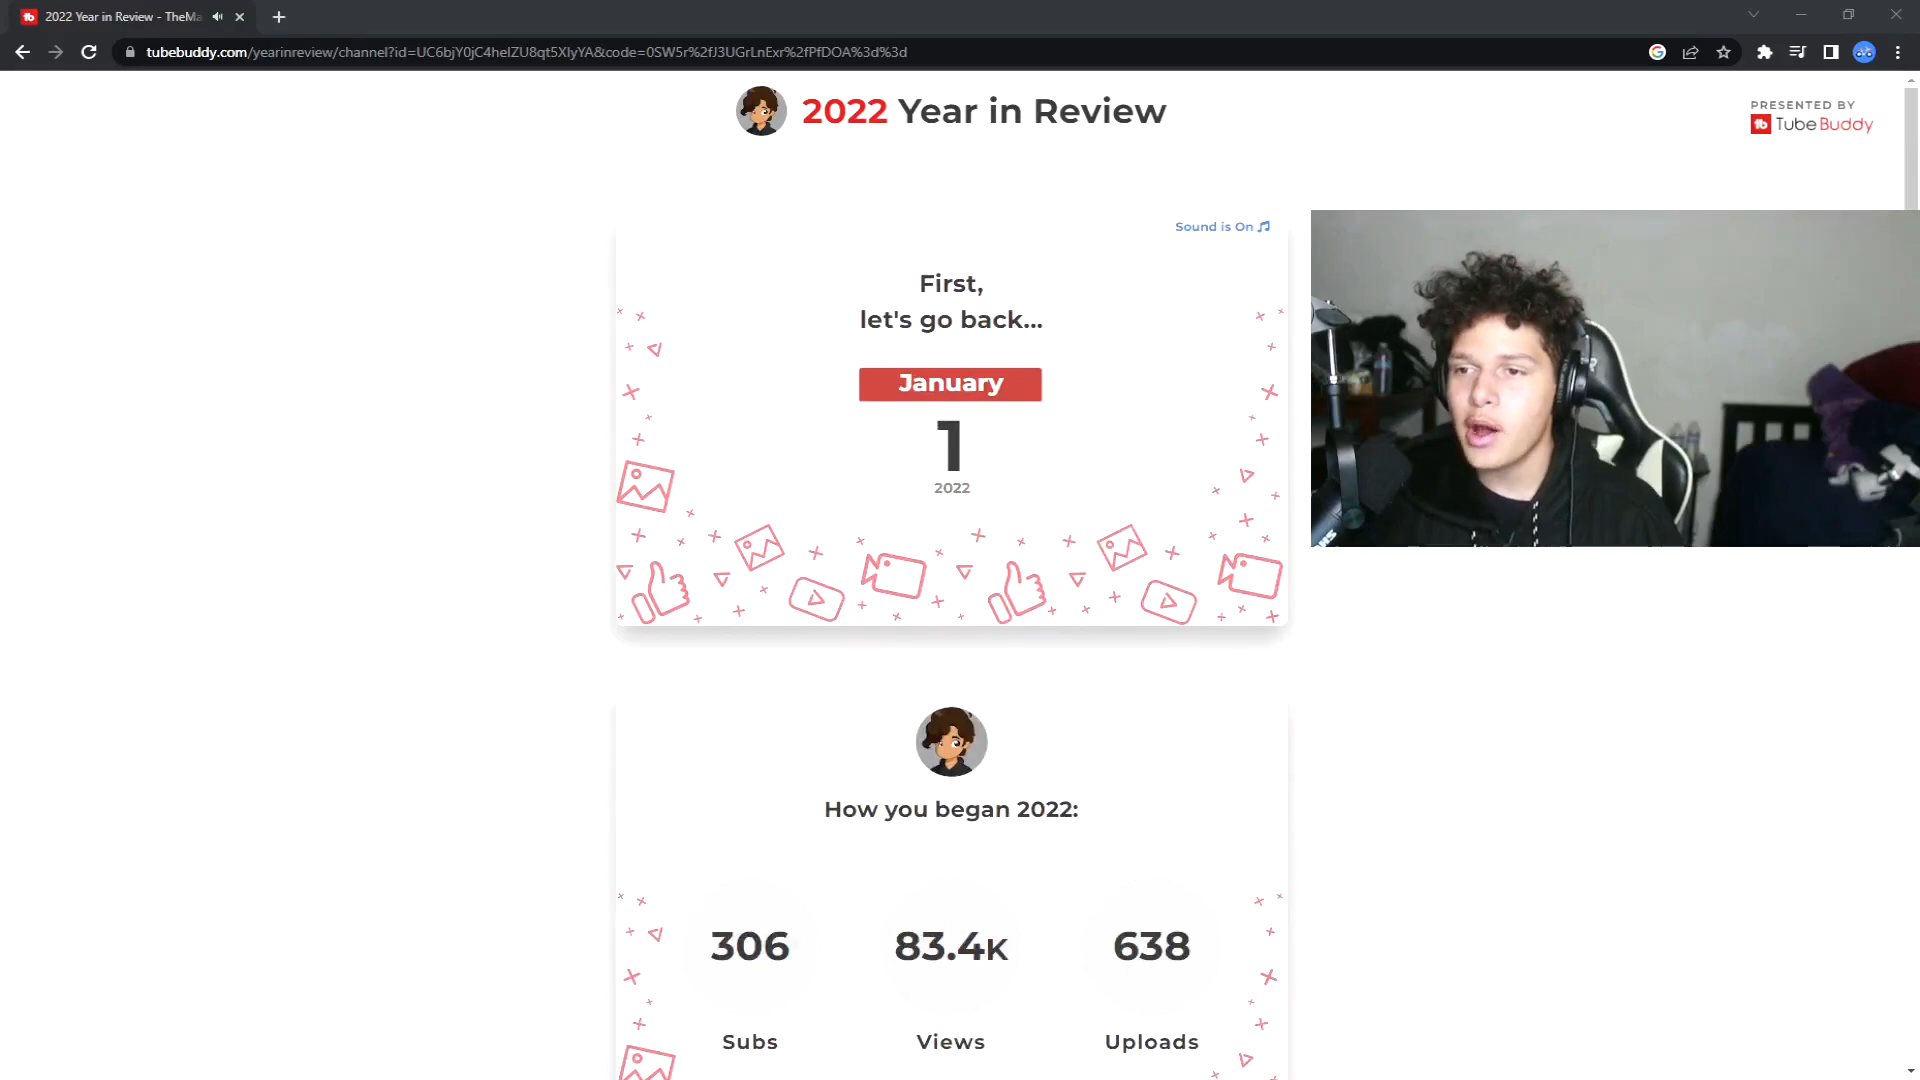 2022 Year in Review - TheMa
tubebuddy.com/yearinreview/channel?id=UC6bjY0jC4heIZU8qt5XIyYA&code=0SW5r%2fJ3UGrLnExr%2fPfDOA%3d%3d
2022 Year in Review
PRESENTED BY
TubeBuddy
Sound is On
First,
let's go back...
January
1
2022
How you began 2022:
306 83.4K 638
Subs Views Uploads